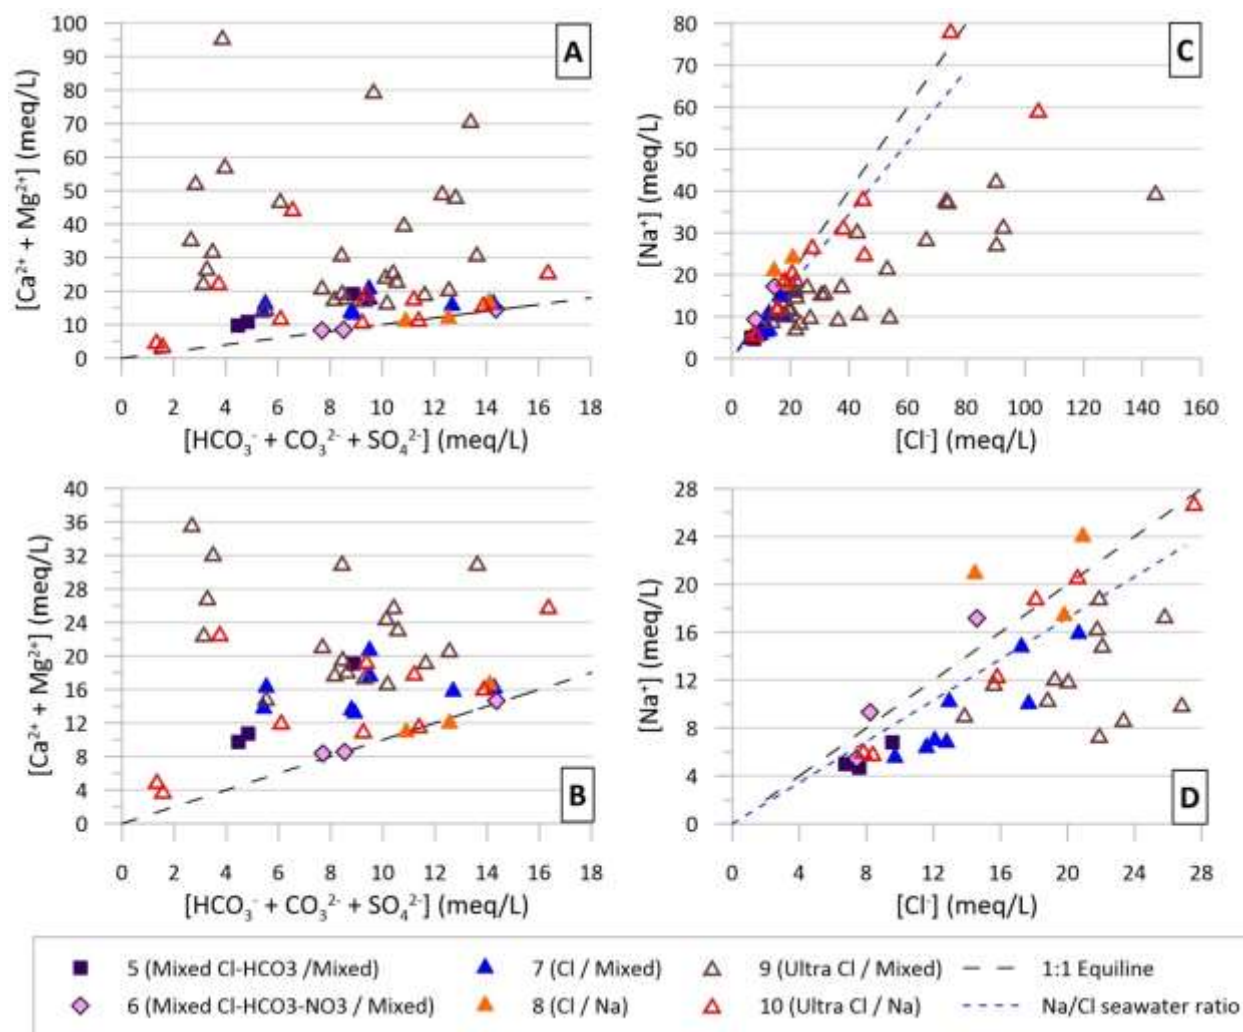 A
100
90
80
70
60
50
40
30
20
10
0
[Ca²⁺ + Mg²⁺] (meq/L)
0 2 4 6 8 10 12 14 16 18
[HCO₃⁻ + CO₃²⁻ + SO₄²⁻] (meq/L)
C
80
70
60
50
40
30
20
10
0
[Na⁺] (meq/L)
0 20 40 60 80 100 120 140 160
[Cl⁻] (meq/L)
B
40
36
32
28
24
20
16
12
8
4
0
[Ca²⁺ + Mg²⁺] (meq/L)
0 2 4 6 8 10 12 14 16 18
[HCO₃⁻ + CO₃²⁻ + SO₄²⁻] (meq/L)
D
28
24
20
16
12
8
4
0
[Na⁺] (meq/L)
0 4 8 12 16 20 24 28
[Cl⁻] (meq/L)
5 (Mixed Cl-HCO3 /Mixed)
7 (Cl / Mixed)
9 (Ultra Cl / Mixed)
1:1 Equiline
6 (Mixed Cl-HCO3-NO3 / Mixed)
8 (Cl / Na)
10 (Ultra Cl / Na)
Na/Cl seawater ratio